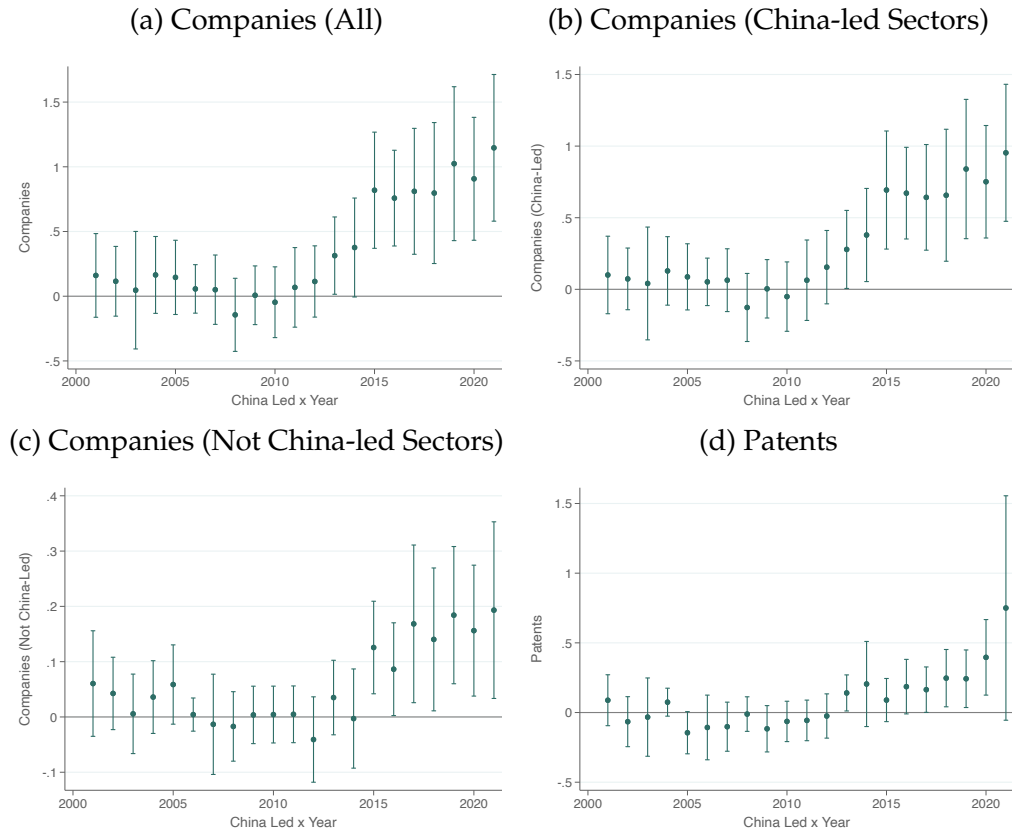 (a) Companies (All)
Companies
1.5
1
.5
0
-.5
2000 2005 2010 2015 2020
China Led x Year
(b) Companies (China-led Sectors)
Companies (China-Led)
1.5
1
.5
0
-.5
2000 2005 2010 2015 2020
China Led x Year
(c) Companies (Not China-led Sectors)
Companies (Not China-Led)
.4
.3
.2
.1
0
-.1
2000 2005 2010 2015 2020
China Led x Year
(d) Patents
Patents
1.5
1
.5
0
-.5
2000 2005 2010 2015 2020
China Led x Year